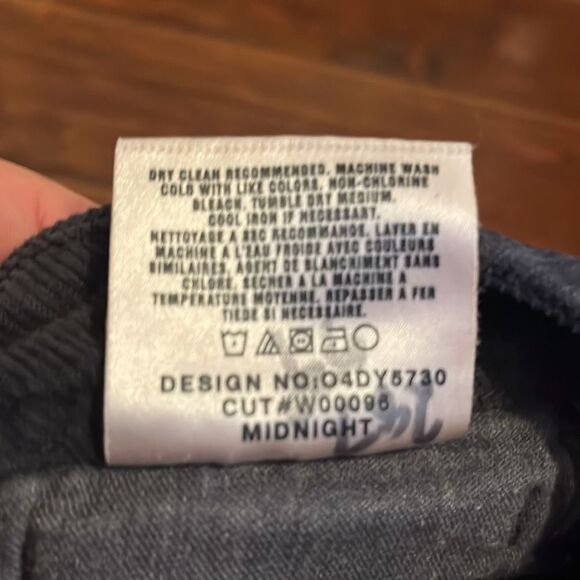 DRY CLEAN RECOMMENDED. MACHINE WASH
COLD WITH LIKE COLORS, NON-CHLORINE
BLEACH, TUMBLE DRY MEDIUM.
COOL IRON IF NECESSARY.
NETTOYAGE A SEC RECOMMANDE. LAVER EN
MACHINE A L'EAU FROIDE AVEC COULEURS
SIMILAIRES, AGENT DE BLANCHIMENT SANS
CHLORE, SECHER A LA MACHINE A
TEMPERATURE MOYENNE. REPASSER A FER
TIEDE SI NECESSAIRE.
DESIGN NO:04DY5730
CUT#W00096
MIDNIGHT